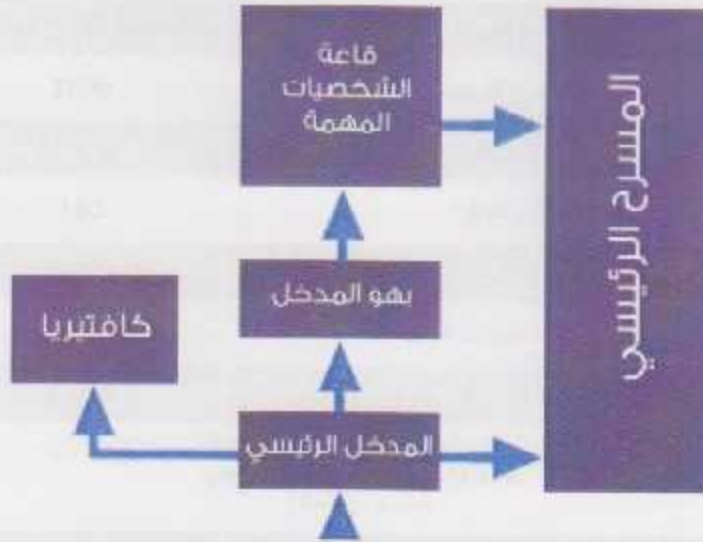 قاعة
الشخصيات
المهمة
المسرح الرئيسي
بهو المدخل
كافتيريا
المدخل الرئيسي